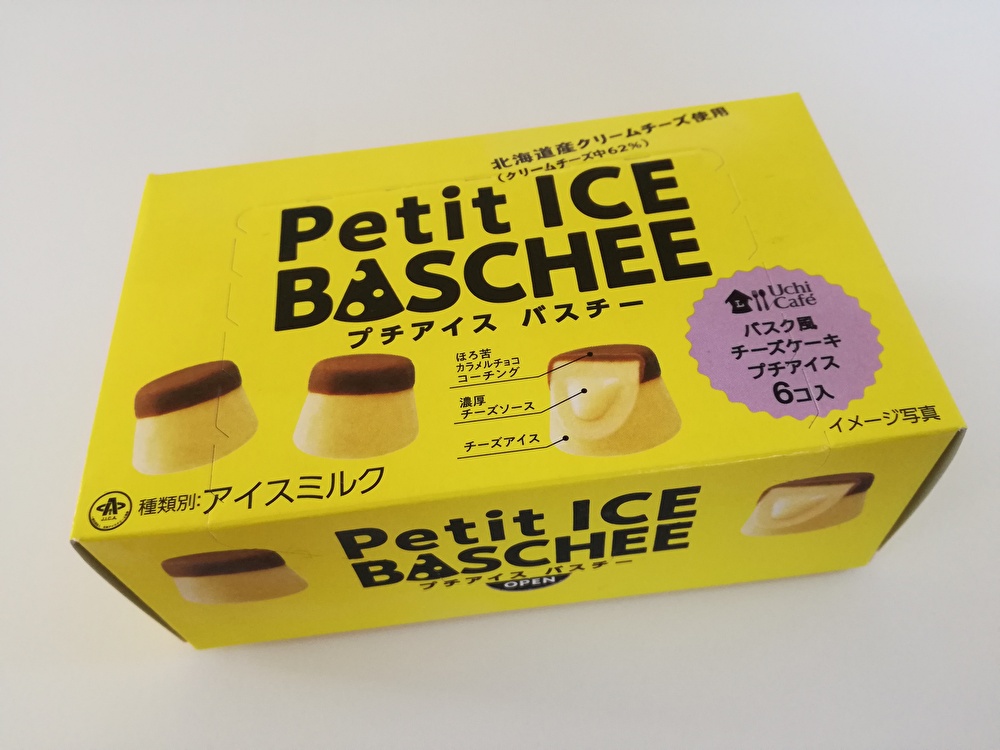 北海道産クリームチーズ使用
(クリームチーズ中62%)
Petit ICE
BASCHEE
プチアイス バスチー
L
Uchi
Café
バスク風
チーズケーキ
プチアイス
6コ入
ほろ苦
カラメルチョコ
コーチング
濃厚
チーズソース
チーズアイス
イメージ写真
種類別:アイスミルク
Petit ICE
BASCHEE
プチアイス バスチー
OPEN